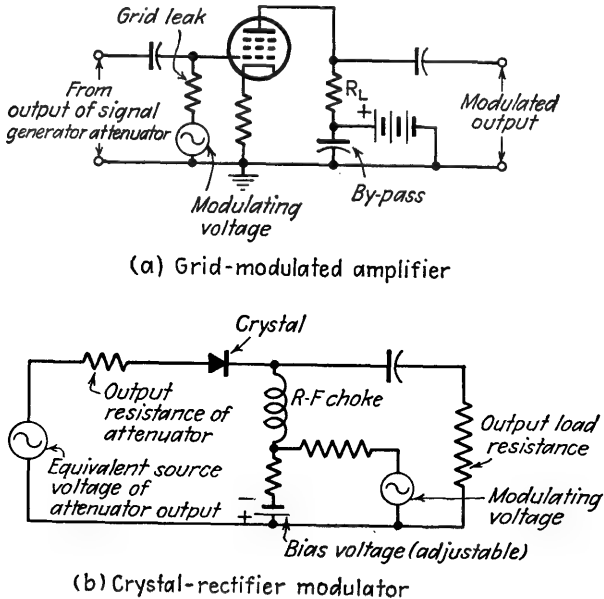 Grid leak
From
output of signal
generator attenuator
R_L
+
Modulated
output
By-pass
Modulating
voltage
(a) Grid-modulated amplifier
Crystal
Output
resistance of
attenuator
R-F choke
Output load
resistance
Equivalent source
voltage of
attenuator output
−
+
Modulating
voltage
Bias voltage (adjustable)
(b) Crystal-rectifier modulator